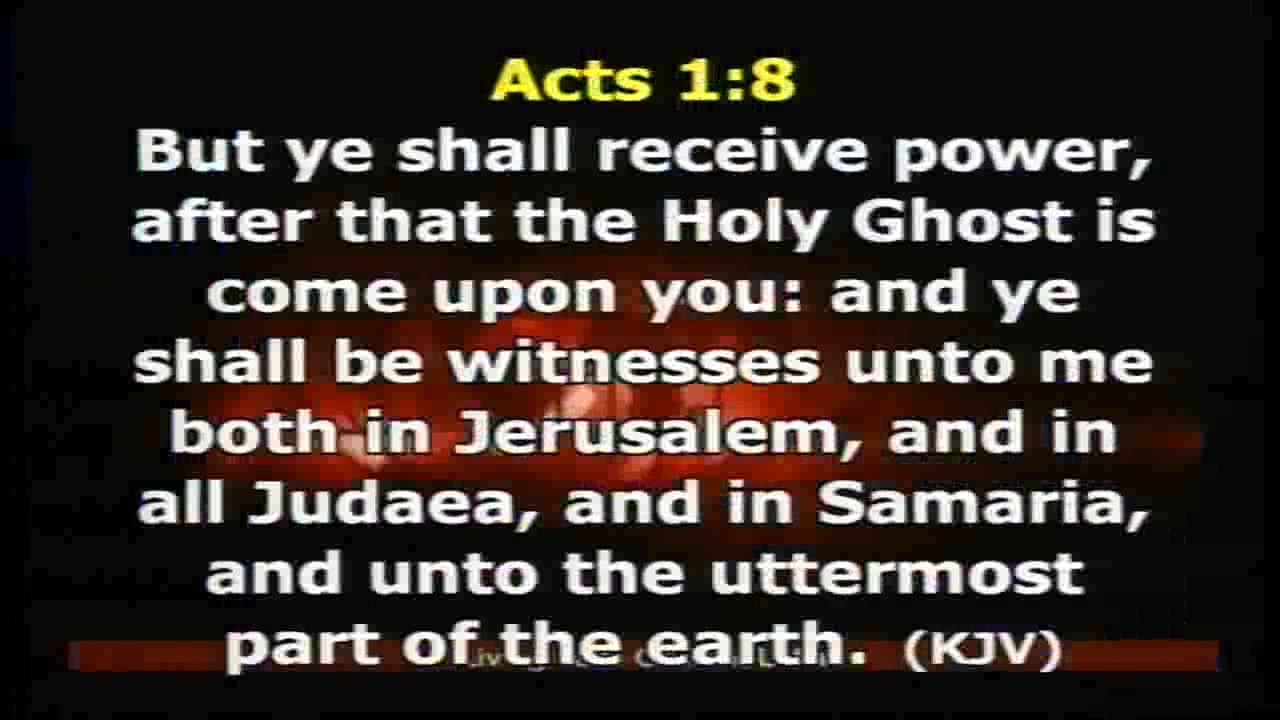 Acts 1:8
But ye shall receive power,
after that the Holy Ghost is
come upon you: and ye
shall be witnesses unto me
both in Jerusalem, and in
all Judaea, and in Samaria,
and unto the uttermost
part of the earth. (KJV)